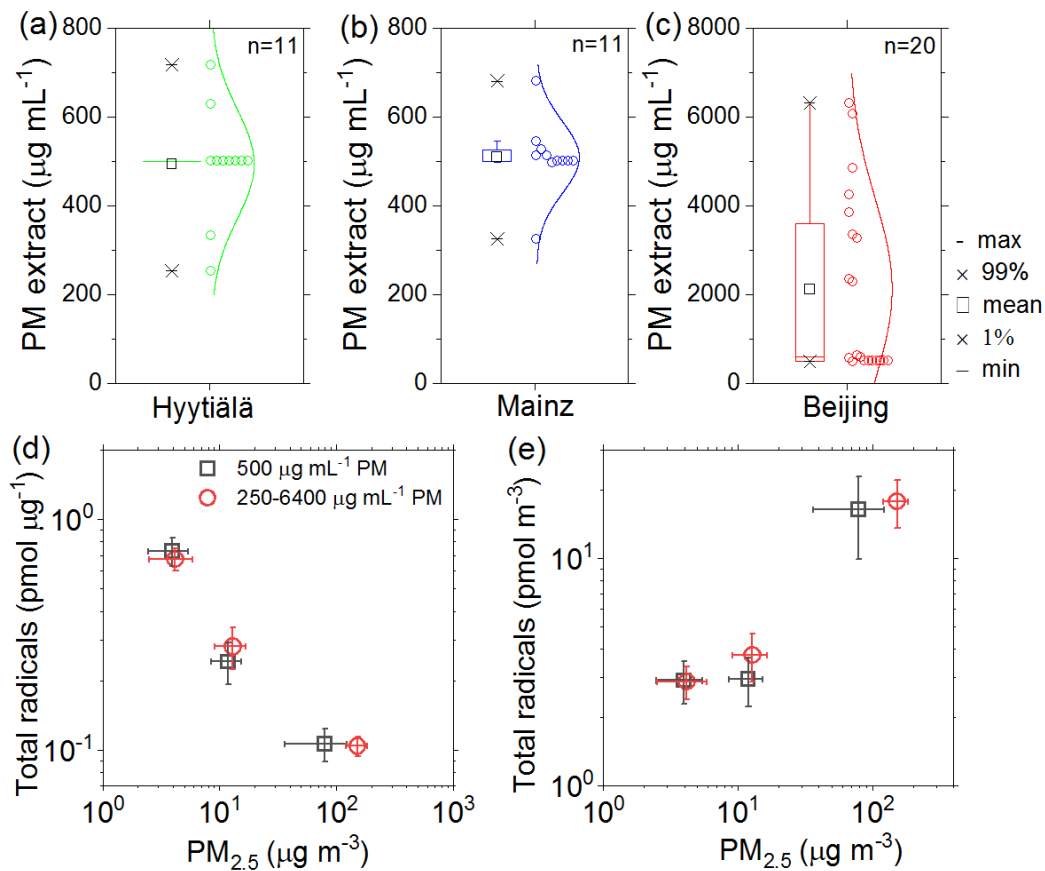 (a)
(b)
(c)
800
600
400
200
0
PM extract (µg mL⁻¹)
n=11
Hyytiälä
800
600
400
200
0
PM extract (µg mL⁻¹)
n=11
Mainz
8000
6000
4000
2000
0
PM extract (µg mL⁻¹)
n=20
Beijing
- max
× 99%
□ mean
× 1%
– min
(d)
500 µg mL⁻¹ PM
250-6400 µg mL⁻¹ PM
Total radicals (pmol µg⁻¹)
10⁰
10⁻¹
10⁰ 10¹ 10² 10³
PM₂.₅ (µg m⁻³)
(e)
Total radicals (pmol m⁻³)
10¹
10⁰
10⁰ 10¹ 10²
PM₂.₅ (µg m⁻³)